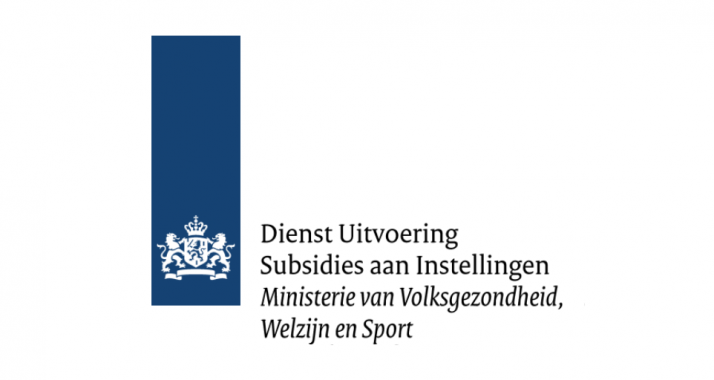 Dienst Uitvoering
Subsidies aan Instellingen
Ministerie van Volksgezondheid,
Welzijn en Sport